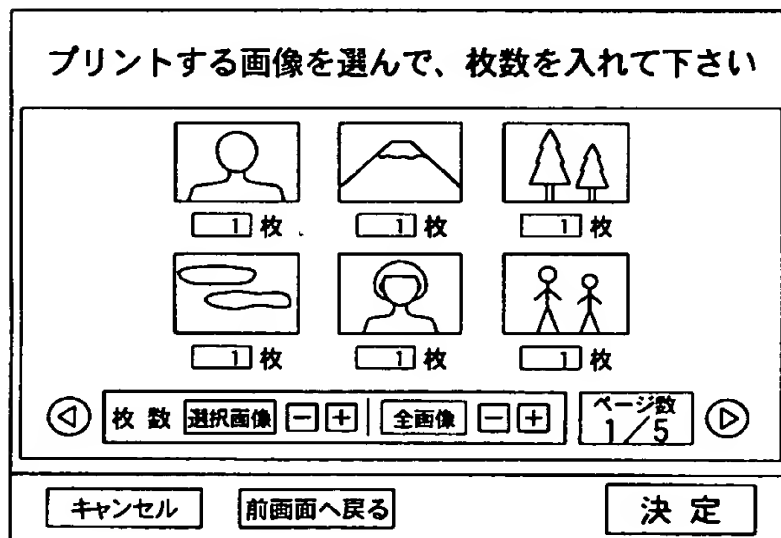 プリントする画像を選んで、枚数を入れて下さい
1枚 1枚 1枚
1枚 1枚 1枚
枚数 選択画像 − + 全画像 − + ページ数 1/5
キャンセル 前画面へ戻る 決定